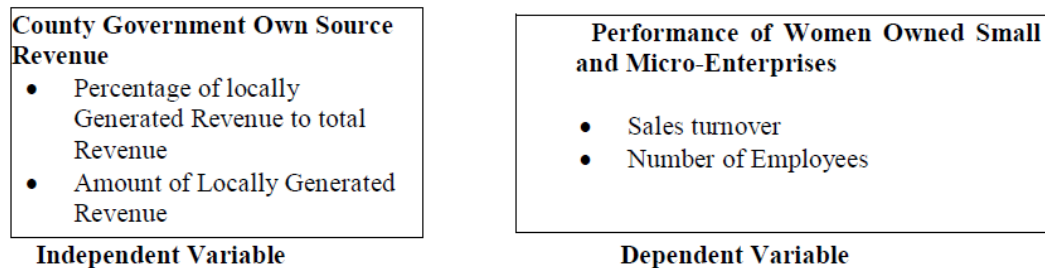 County Government Own Source
Revenue
● Percentage of locally
Generated Revenue to total
Revenue
● Amount of Locally Generated
Revenue
Independent Variable
Performance of Women Owned Small
and Micro-Enterprises
● Sales turnover
● Number of Employees
Dependent Variable